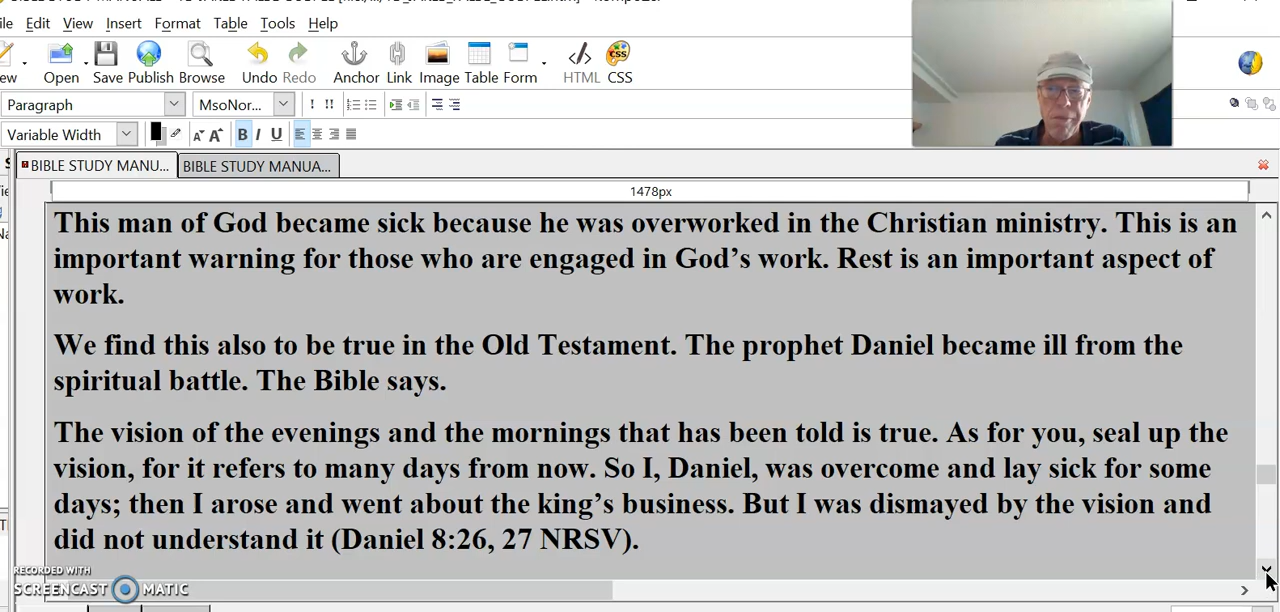 Edit View Insert Format Table Tools Help
Open Save Publish Browse Undo Redo Anchor Link Image Table Form HTML CSS
Paragraph MsoNor...
Variable Width B I U
BIBLE STUDY MANU... BIBLE STUDY MANUA...
1478px
This man of God became sick because he was overworked in the Christian ministry. This is an
important warning for those who are engaged in God’s work. Rest is an important aspect of
work.
We find this also to be true in the Old Testament. The prophet Daniel became ill from the
spiritual battle. The Bible says.
The vision of the evenings and the mornings that has been told is true. As for you, seal up the
vision, for it refers to many days from now. So I, Daniel, was overcome and lay sick for some
days; then I arose and went about the king’s business. But I was dismayed by the vision and
did not understand it (Daniel 8:26, 27 NRSV).
RECORDED WITH
SCREENCAST MATIC